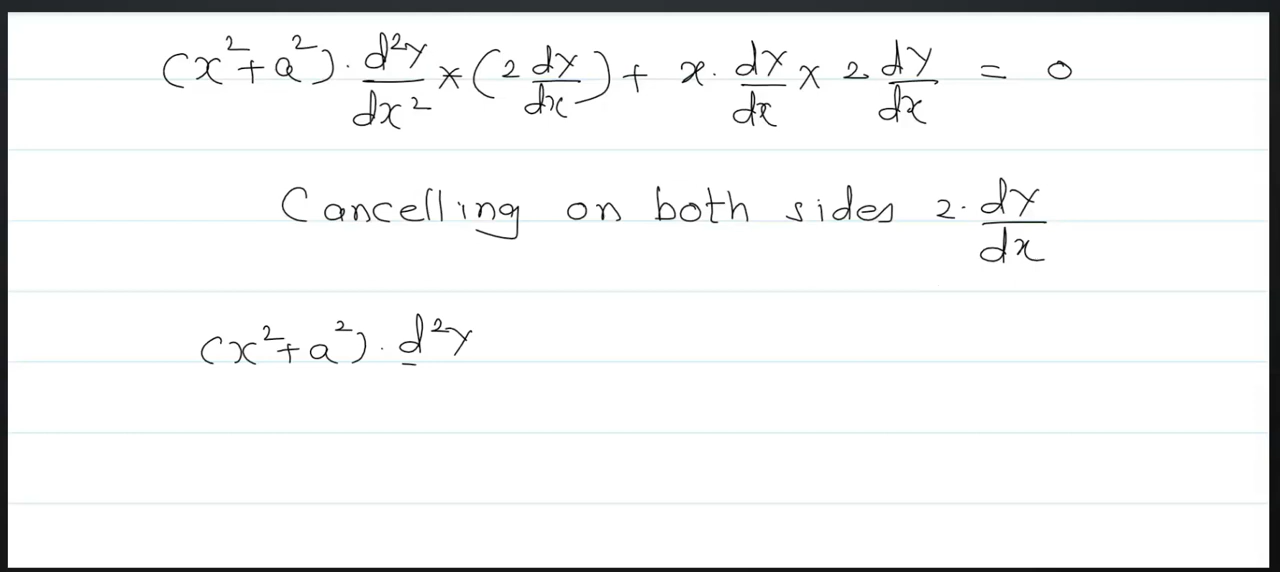 (x²+a²). d²y/dx² * (2 dy/dx) + x. dy/dx x 2 dy/dx = 0
Cancelling on both sides 2. dy/dx
(x²+a²). d²y